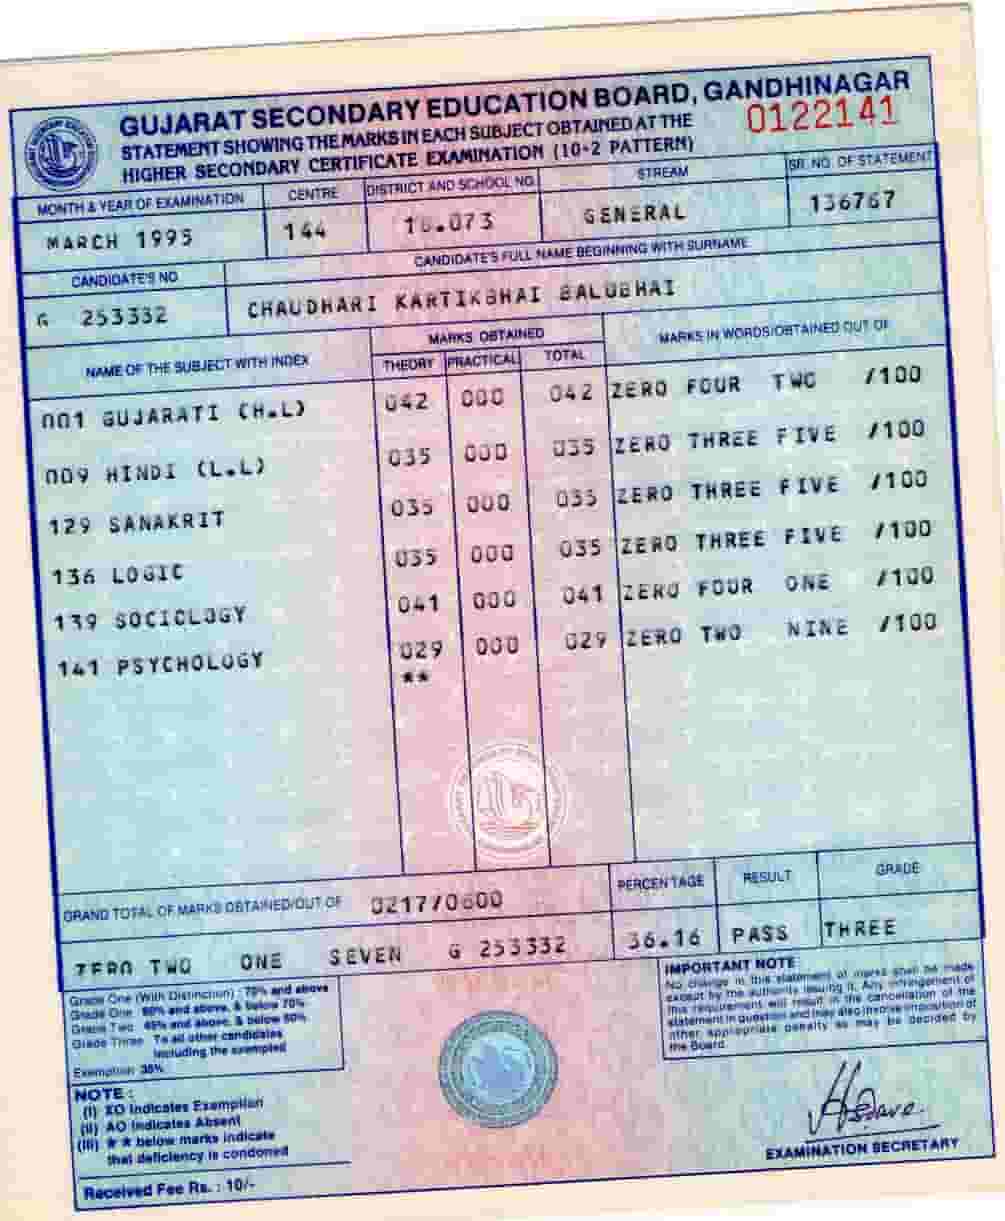 GUJARAT SECONDARY EDUCATION BOARD, GANDHINAGAR
STATEMENT SHOWING THE MARKS IN EACH SUBJECT OBTAINED AT THE
0122141
HIGHER SECONDARY CERTIFICATE EXAMINATION (10+2 PATTERN)
MONTH & YEAR OF EXAMINATION CENTRE DISTRICT AND SCHOOL NO. STREAM SR. NO. OF STATEMENT
MARCH 1995 144 073 GENERAL 136767
CANDIDATE'S NO CANDIDATE'S FULL NAME BEGINNING WITH SURNAME
G 253332 CHAUDHARI KARTIKBHAI BALUBHAI
NAME OF THE SUBJECT WITH INDEX MARKS OBTAINED MARKS IN WORDS/OBTAINED OUT OF
THEORY PRACTICAL TOTAL
001 GUJARATI (H.L) 042 000 042 ZERO FOUR TWO /100
009 HINDI (L.L) 035 000 035 ZERO THREE FIVE /100
129 SANAKRIT 035 000 035 ZERO THREE FIVE /100
136 LOGIC 035 000 035 ZERO THREE FIVE /100
139 SOCIOLOGY 041 000 041 ZERO FOUR ONE /100
141 PSYCHOLOGY 029 000 029 ZERO TWO NINE /100
**
GRAND TOTAL OF MARKS OBTAINED/OUT OF 0217/0600 PERCENTAGE RESULT GRADE
ZERO TWO ONE SEVEN G 253332 36.16 PASS THREE
Grade One (With Distinction) : 70% and above
Grade One 60% and above, & below 70%
Grade Two 45% and above, & below 60%
Grade Three To all other candidates
including the exempted
Exemption 35%
IMPORTANT NOTE
No change in this statement of marks shall be made
except by the authority issuing it. Any infringement of
this requirement will result in the cancellation of the
statement in question and may also involve imposition of
other appropriate penalty as may be decided by
the Board
NOTE :
(i) XO Indicates Exemption
(ii) AO Indicates Absent
(iii) ★ ★ below marks indicate
that deficiency is condoned
EXAMINATION SECRETARY
Received Fee Rs. : 10/-